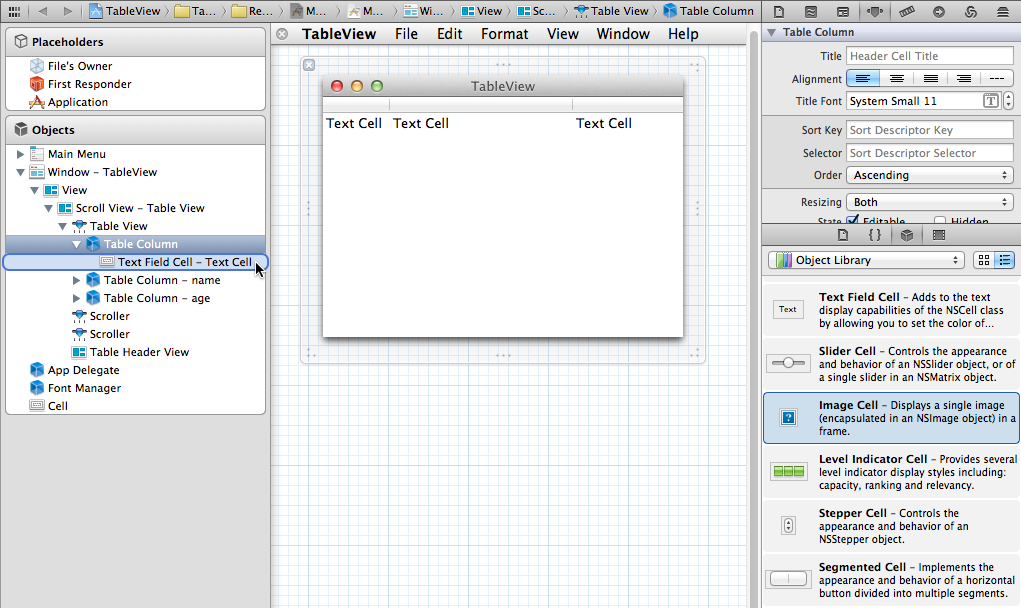 TableView
Ta...
Re...
M...
M...
Wi...
View
Sc...
Table View
Table Column
Placeholders
File's Owner
First Responder
Application
Objects
Main Menu
Window – TableView
View
Scroll View – Table View
Table View
Table Column
Text Field Cell – Text Cell
Table Column – name
Table Column – age
Scroller
Scroller
Table Header View
App Delegate
Font Manager
Cell
TableView File Edit Format View Window Help
TableView
Text Cell Text Cell Text Cell
Table Column
Title Header Cell Title
Alignment
Title Font System Small 11
Sort Key Sort Descriptor Key
Selector Sort Descriptor Selector
Order Ascending
Resizing Both
State Editable Hidden
Object Library
Text
Text Field Cell – Adds to the text
display capabilities of the NSCell class
by allowing you to set the color of...
Slider Cell – Controls the appearance
and behavior of an NSSlider object, or of
a single slider in an NSMatrix object.
Image Cell – Displays a single image
(encapsulated in an NSImage object) in a
frame.
Level Indicator Cell – Provides several
level indicator display styles including:
capacity, ranking and relevancy.
Stepper Cell – Controls the
appearance and behavior of an
NSStepper object.
Segmented Cell – Implements the
appearance and behavior of a horizontal
button divided into multiple segments.